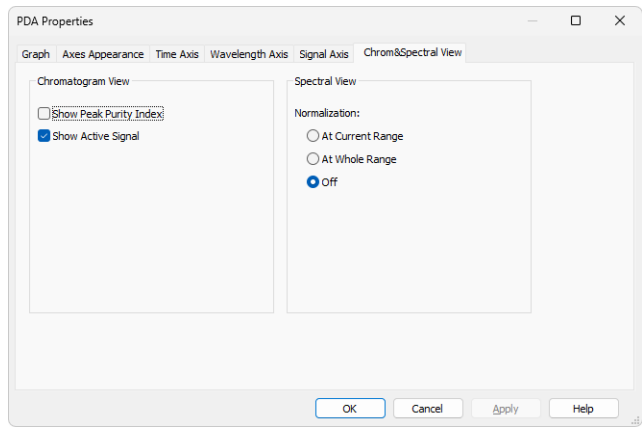 PDA Properties
Graph Axes Appearance Time Axis Wavelength Axis Signal Axis Chrom&Spectral View
Chromatogram View
Show Peak Purity Index
Show Active Signal
Spectral View
Normalization:
At Current Range
At Whole Range
Off
OK Cancel Apply Help